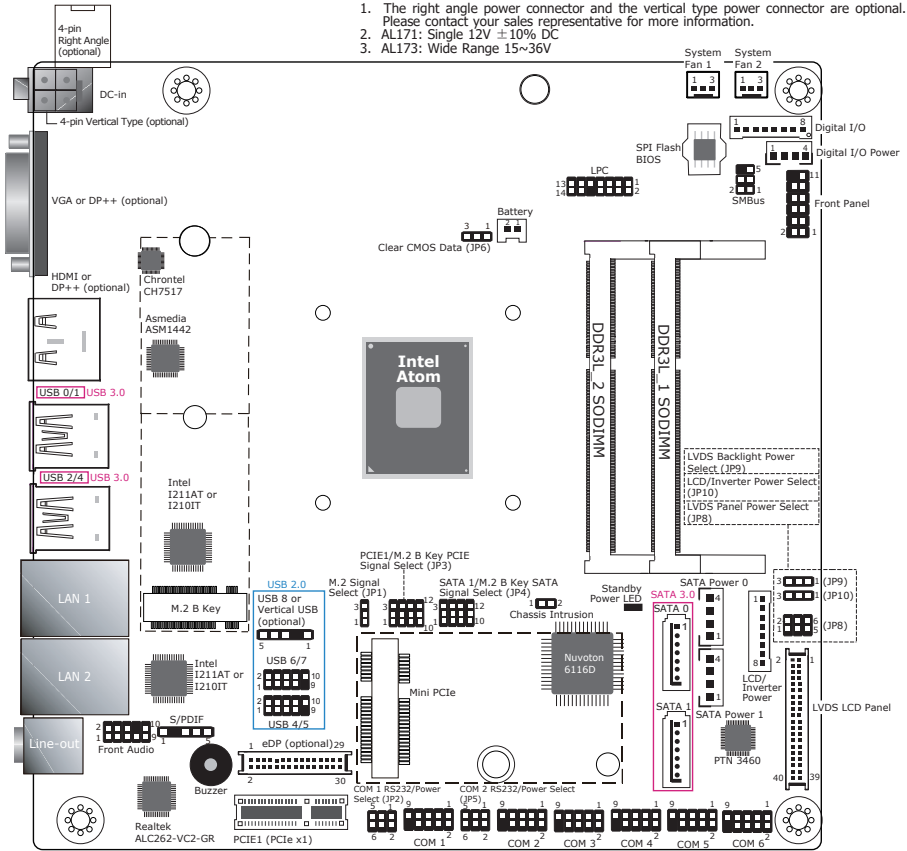 1. The right angle power connector and the vertical type power connector are optional.
Please contact your sales representative for more information.
2. AL171: Single 12V ±10% DC
3. AL173: Wide Range 15~36V
4-pin
Right Angle
(optional)
DC-in
4-pin Vertical Type (optional)
System
Fan 1
1 3
System
Fan 2
1 3
1 8
Digital I/O
1 4
Digital I/O Power
SPI Flash
BIOS
5
2 1
SMBus
11
Front Panel
2 1
LPC
13 1
14 2
Battery
2 1
3 1
Clear CMOS Data (JP6)
VGA or DP++ (optional)
HDMI or
DP++ (optional)
Chrontel
CH7517
Asmedia
ASM1442
Intel
Atom
DDR3L_2 SODIMM
DDR3L_1 SODIMM
USB 0/1 USB 3.0
USB 2/4 USB 3.0
Intel
I211AT or
I210IT
LVDS Backlight Power
Select (JP9)
LCD/Inverter Power Select
(JP10)
LVDS Panel Power Select
(JP8)
LAN 1
M.2 B Key
USB 2.0
USB 8 or
Vertical USB
(optional)
5 1
USB 6/7
2 10
1 9
2 10
1 9
USB 4/5
M.2 Signal
Select (JP1)
3
1
PCIE1/M.2 B Key PCIE
Signal Select (JP3)
3 12
1 10
SATA 1/M.2 B Key SATA
Signal Select (JP4)
3 12
1 10
1 2
Chassis Intrusion
Standby
Power LED
SATA 3.0
SATA 0
1
SATA 1
1
SATA Power 0
4
1
4
1
SATA Power 1
1
8
LCD/
Inverter
Power
3 1 (JP9)
3 1 (JP10)
2 6
1 5
(JP8)
2 1
LVDS LCD Panel
40 39
LAN 2
Intel
I211AT or
I210IT
Mini PCIe
Nuvoton
6116D
PTN 3460
Line-out
2 10
1 9
Front Audio
S/PDIF
1 5
Buzzer
1 eDP (optional) 29
2 30
Realtek
ALC262-VC2-GR
PCIE1 (PCIe x1)
COM 1 RS232/Power
Select (JP2)
5 1
6 2
9 1
2
COM 1
COM 2 RS232/Power Select
(JP5)
5 1
6 2
9 1
2
COM 2
9 1
2
COM 3
9 1
2
COM 4
9 1
2
COM 5
9 1
2
COM 6